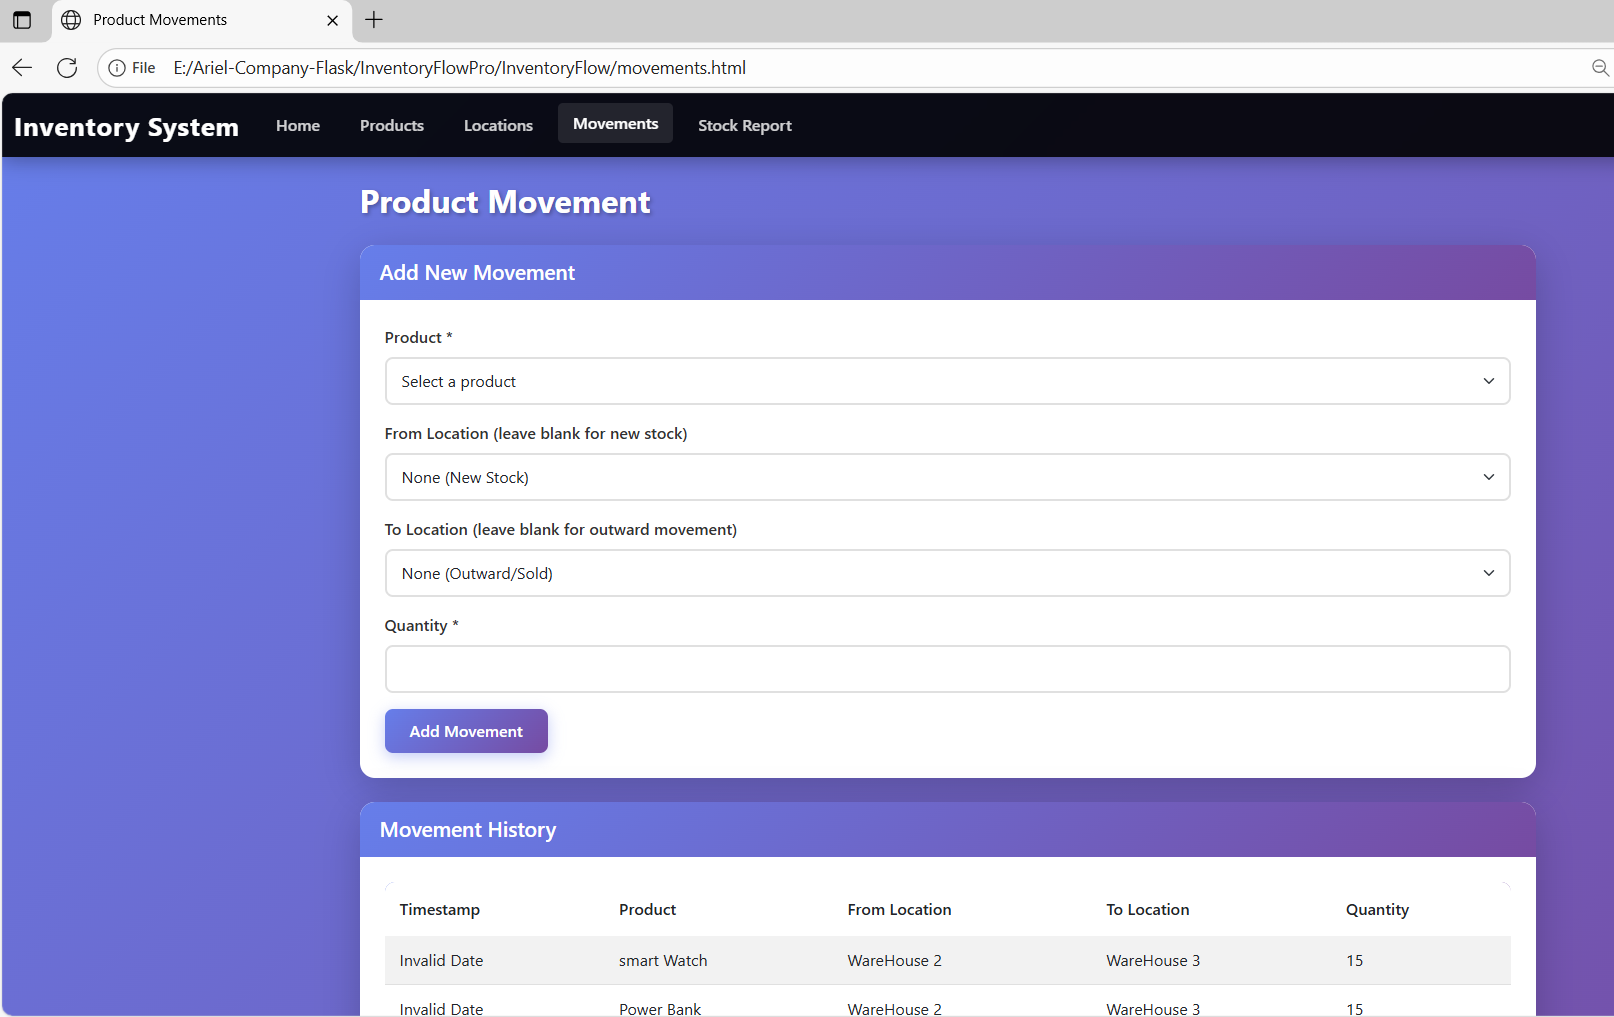 Product Movements
File E:/Ariel-Company-Flask/InventoryFlowPro/InventoryFlow/movements.html
Inventory System Home Products Locations Movements Stock Report
Product Movement
Add New Movement
Product *
Select a product
From Location (leave blank for new stock)
None (New Stock)
To Location (leave blank for outward movement)
None (Outward/Sold)
Quantity *
Add Movement
Movement History
Timestamp Product From Location To Location Quantity
Invalid Date smart Watch WareHouse 2 WareHouse 3 15
Invalid Date Power Bank WareHouse 2 WareHouse 3 15